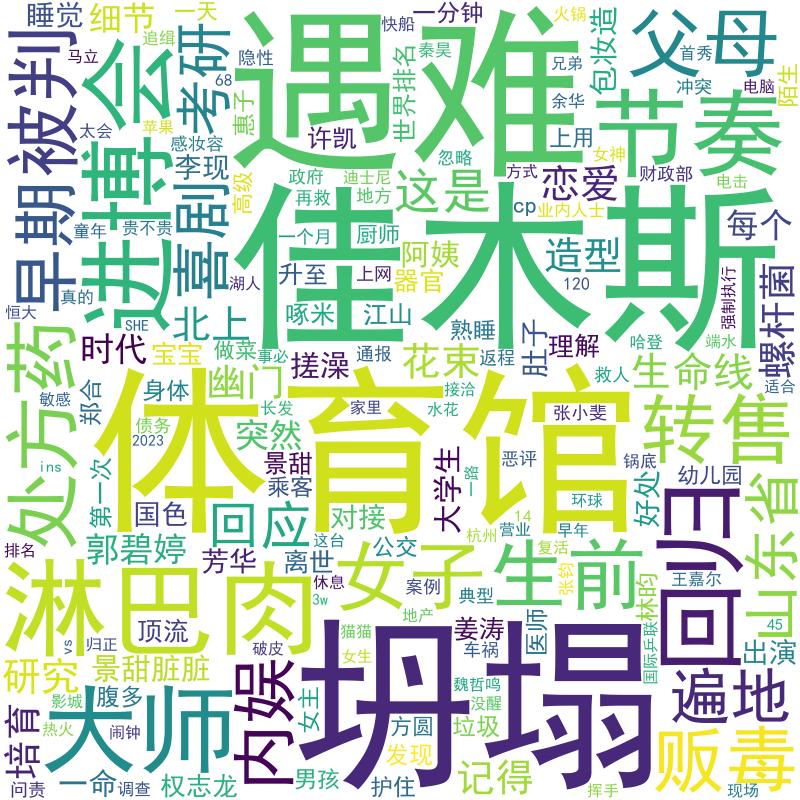 睡觉
细节
一天
快船
一分钟
火锅
追缉
隐性
秦昊
兄弟
父母
首秀
马立
早期被判
会
考研
遇难
世界排名
包妆造
冲突
电脑
陌生
68
惠子
余华
太会
苹果
感妆容
许凯
上用
节奏
李现
忽略
女神
进博
喜剧
高级
政府
迪士尼
方式
财政部
电击
再救
地方
这是
恋爱
童年
贵不贵
cp
业内人士
佳木斯
一个月
厨师
每个
阿姨
造型
湖人
升至
上网
器官
120
强制执行
螺杆菌
真的
恒大
SHE
北上
啄米
江山
熟睡
肚子
哈登
端水
时代
宝宝
做菜
事必
搓澡
通报
花束
返程
理解
处方药
幽门
救人
生命线
适合
敏感
郑合
身体
长发
家里
接洽
水花
张小斐
债务
2023
突然
体育馆
转售
景甜
大学生
恶评
锅底
ins
第一次
乘客
一路
幼儿园
国色
回应
对接
环球
好处
回归
山东省
14
排名
郭碧婷
芳华
离世
这台
公交
杭州
营业
早年
复活
淋巴肉
休息
女子
生前
张钧
王嘉尔
3w
案例
典型
林昀
国际乒联
45
地产
医师
vs
归正
顶流
破皮
猫猫
女生
姜涛
车祸
出演
研究
景甜脏脏
内娱
坍塌
遍地
影城
腹多
女主
魏哲鸣
没醒
培育
大师
热火
闹钟
方圆
垃圾
发现
贩毒
问责
一命
调查
权志龙
男孩
护住
记得
挥手
现场